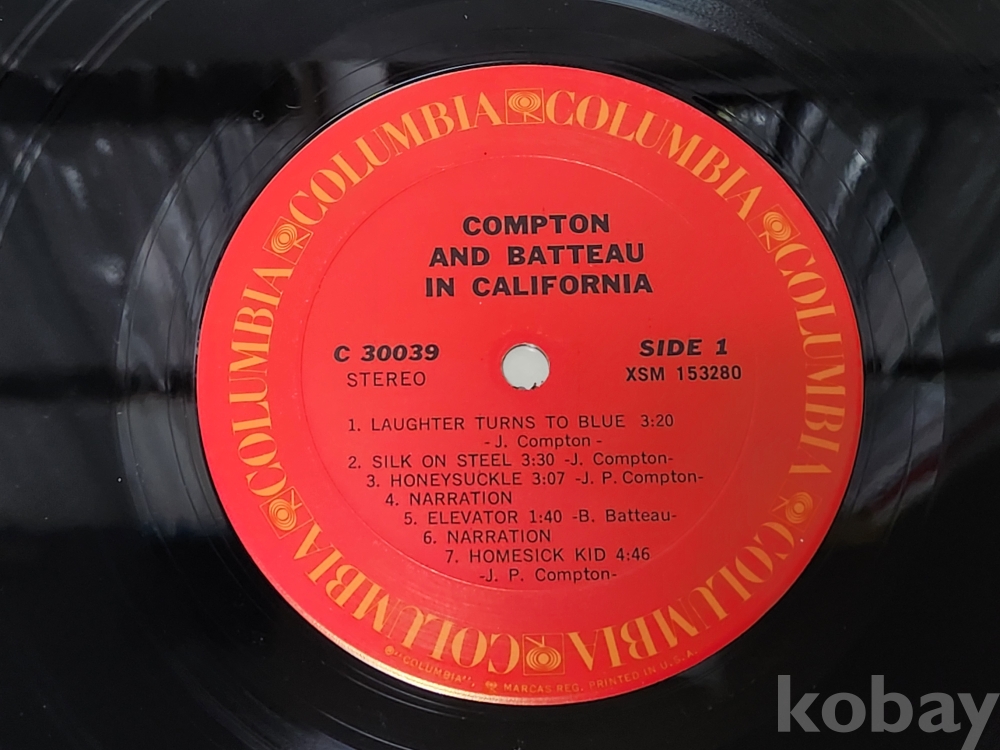 COLUMBIA COLUMBIA COLUMBIA COLUMBIA COLUMBIA COLUMBIA
COMPTON
AND BATTEAU
IN CALIFORNIA
C 30039
STEREO
SIDE 1
XSM 153280
1. LAUGHTER TURNS TO BLUE 3:20
- J. Compton -
2. SILK ON STEEL 3:30 -J. Compton-
3. HONEYSUCKLE 3:07 -J. P. Compton-
4. NARRATION
5. ELEVATOR 1:40 -B. Batteau-
6. NARRATION
7. HOMESICK KID 4:46
-J. P. Compton-
®"COLUMBIA", MARCAS REG. PRINTED IN U.S.A.
kobay